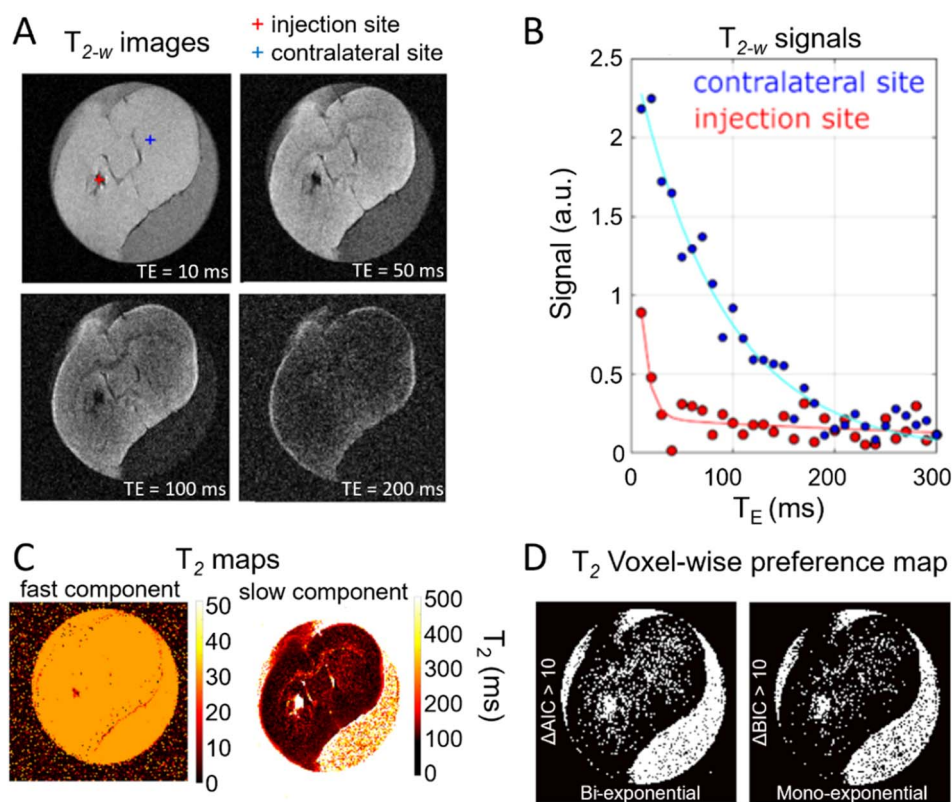 A
T2-w images
+ injection site
+ contralateral site
TE = 10 ms
TE = 50 ms
TE = 100 ms
TE = 200 ms
B
T2-w signals
contralateral site
injection site
Signal (a.u.)
2.5
2
1.5
1
0.5
0
0
100
200
300
TE (ms)
C
T2 maps
fast component
slow component
50
40
30
20
10
0
500
400
300
200
100
0
T2 (ms)
D
T2 Voxel-wise preference map
ΔAIC > 10
Bi-exponential
ΔBIC > 10
Mono-exponential